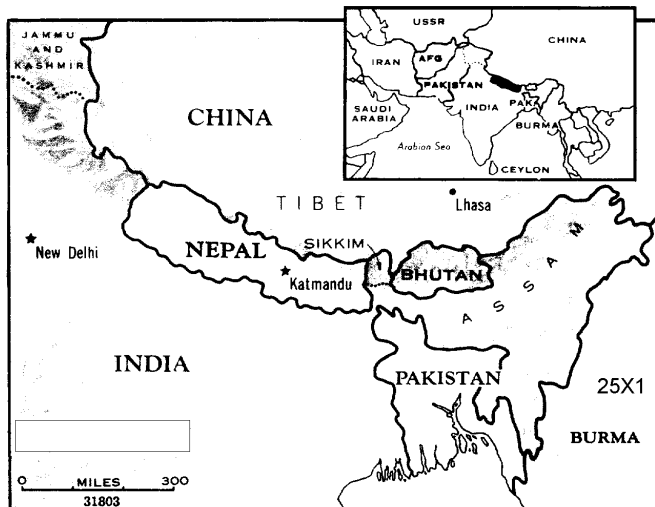 JAMMU
AND
KASHMIR
CHINA
TIBET
Lhasa
New Delhi
NEPAL
Katmandu
SIKKIM
BHUTAN
ASSAM
INDIA
PAKISTAN
25X1
BURMA
0 MILES 300
31803
USSR
CHINA
IRAN
AFG
PAKISTAN
SAUDI
ARABIA
INDIA
PAK
BURMA
Arabian Sea
CEYLON